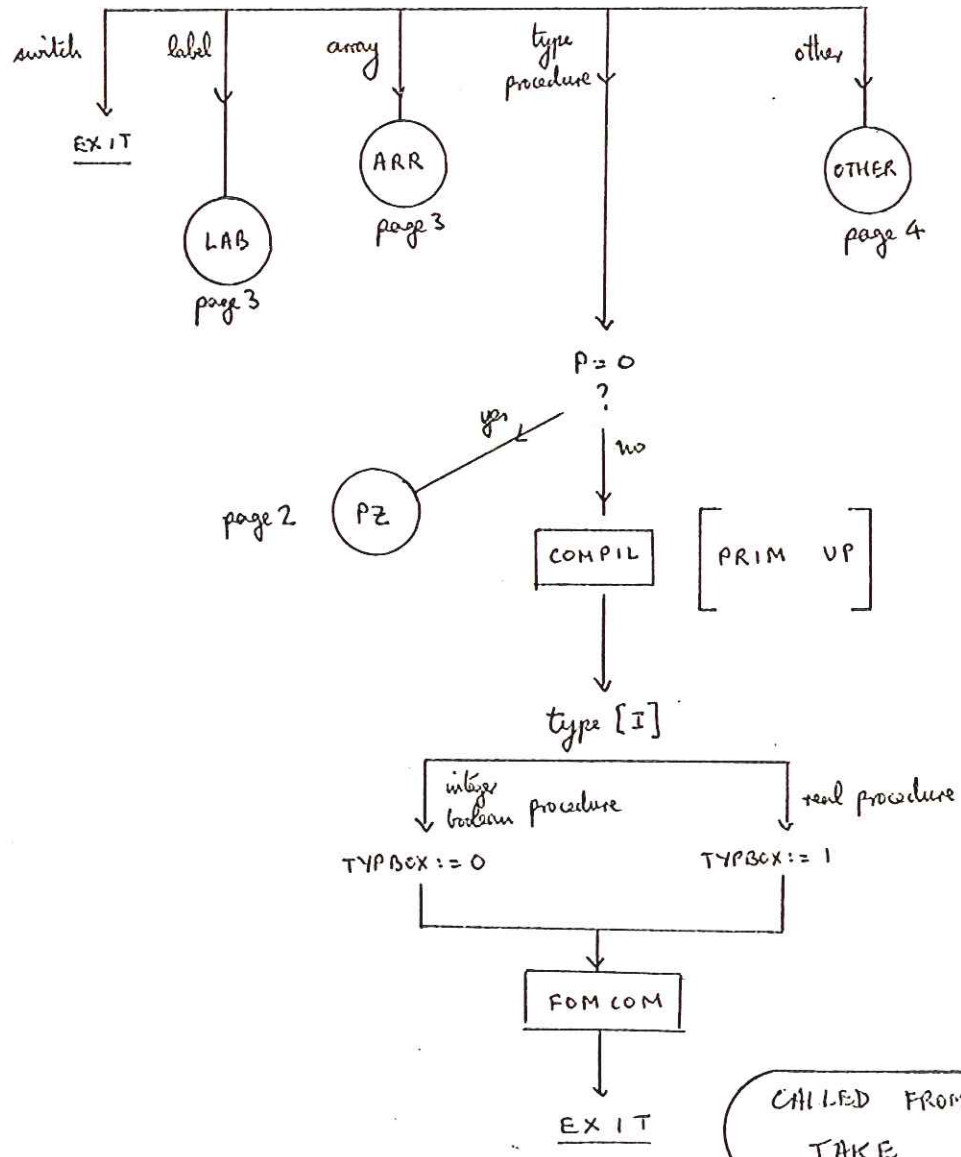 switch
label
array
type
procedure
other
EXIT
LAB
page 3
ARR
page 3
OTHER
page 4
P = 0
?
yes
no
page 2
PZ
COMPIL
PRIM UP
type [I]
integer
boolean procedure
real procedure
TYPBOX := 0
TYPBOX := 1
FOMCOM
EXIT
CALLED FROM
TAKE